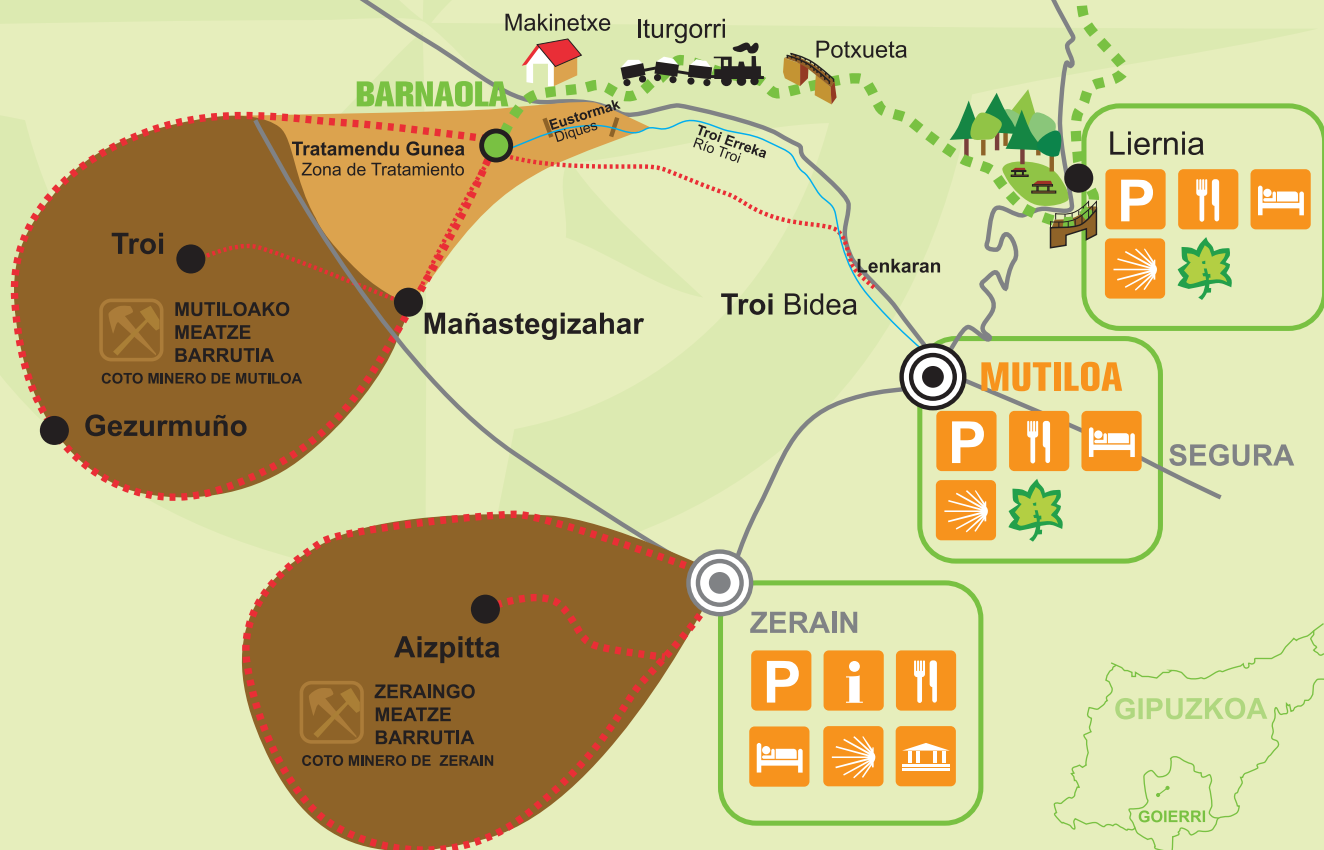 Makinetxe
Iturgorri
Potxueta
BARNAOLA
Eustormak
Diques
Tratamendu Gunea
Zona de Tratamiento
Troi Erreka
Río Troi
Liernia
P
Troi
MUTILOAKO
MEATZE
BARRUTIA
COTO MINERO DE MUTILOA
Mañastegizahar
Gezurmuño
Lenkaran
Troi Bidea
MUTILOA
P
SEGURA
Aizpitta
ZERAINGO
MEATZE
BARRUTIA
COTO MINERO DE ZERAIN
ZERAIN
P i
GIPUZKOA
GOIERRI